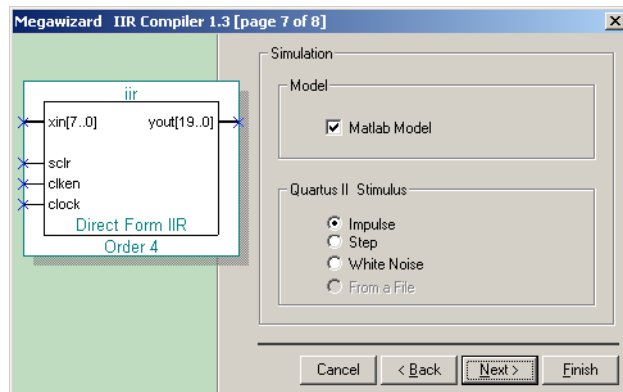 Megawizard IIR Compiler 1.3 [page 7 of 8]
iir
xin[7..0] yout[19..0]
sclr
clken
clock
Direct Form IIR
Order 4
Simulation
Model
Matlab Model
Quartus II Stimulus
Impulse
Step
White Noise
From a File
Cancel < Back Next > Finish